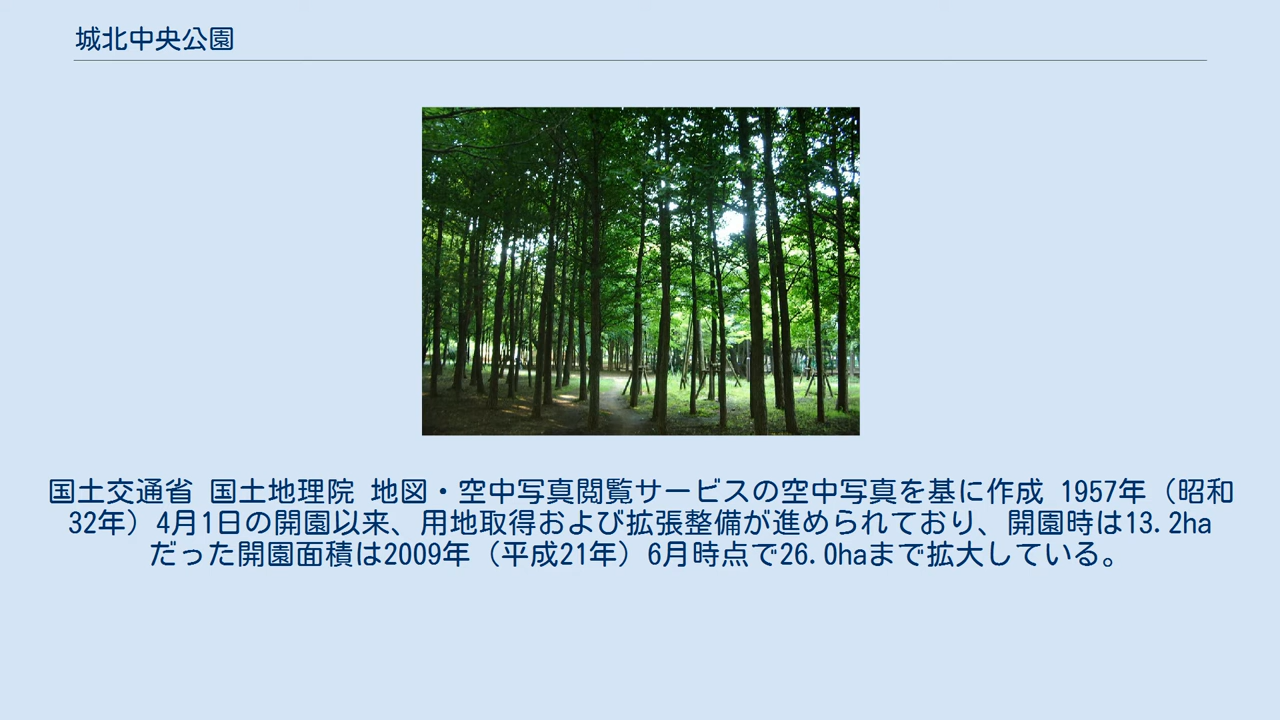 城北中央公園
国土交通省 国土地理院 地図・空中写真閲覧サービスの空中写真を基に作成 1957年（昭和
32年）4月1日の開園以来、用地取得および拡張整備が進められており、開園時は13.2ha
だった開園面積は2009年（平成21年）6月時点で26.0haまで拡大している。